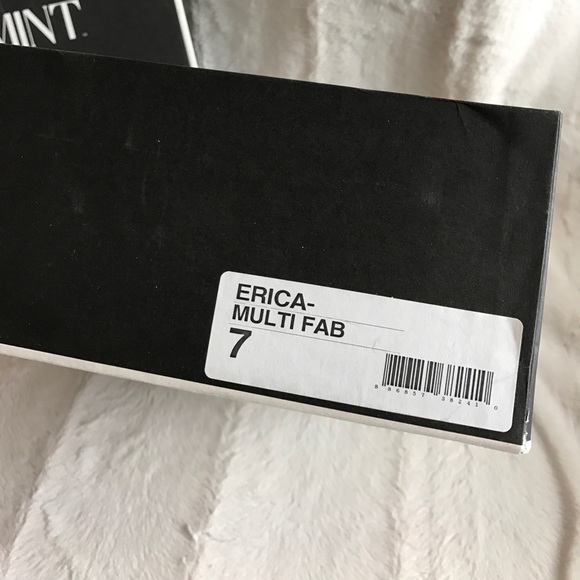 MINT
ERICA-
MULTI FAB
7